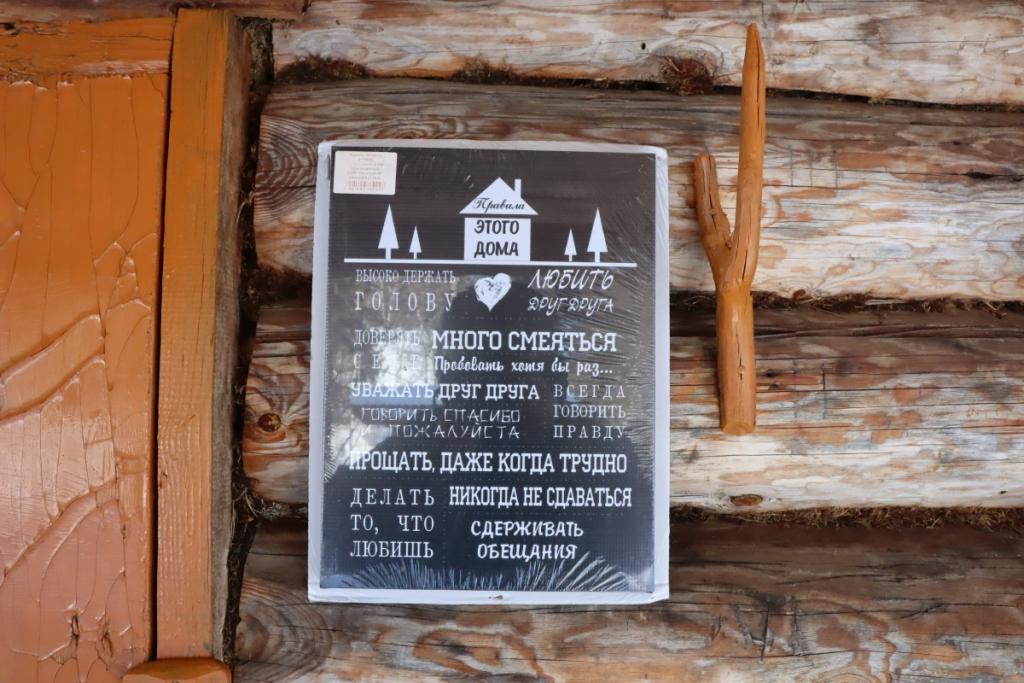 Правила
ЭТОГО
ДОМА
ВЫСОКО ДЕРЖАТЬ
ГОЛОВУ
ЛЮБИТЬ
ДРУГ ДРУГА
ДОВЕРЯТЬ
СЕБЕ
МНОГО СМЕЯТЬСЯ
Пробовать хотя бы раз...
УВАЖАТЬ ДРУГ ДРУГА
ГОВОРИТЬ СПАСИБО
И ПОЖАЛУЙСТА
ВСЕГДА
ГОВОРИТЬ
ПРАВДУ
ПРОЩАТЬ, ДАЖЕ КОГДА ТРУДНО
ДЕЛАТЬ
ТО, ЧТО
ЛЮБИШЬ
НИКОГДА НЕ СДАВАТЬСЯ
СДЕРЖИВАТЬ
ОБЕЩАНИЯ